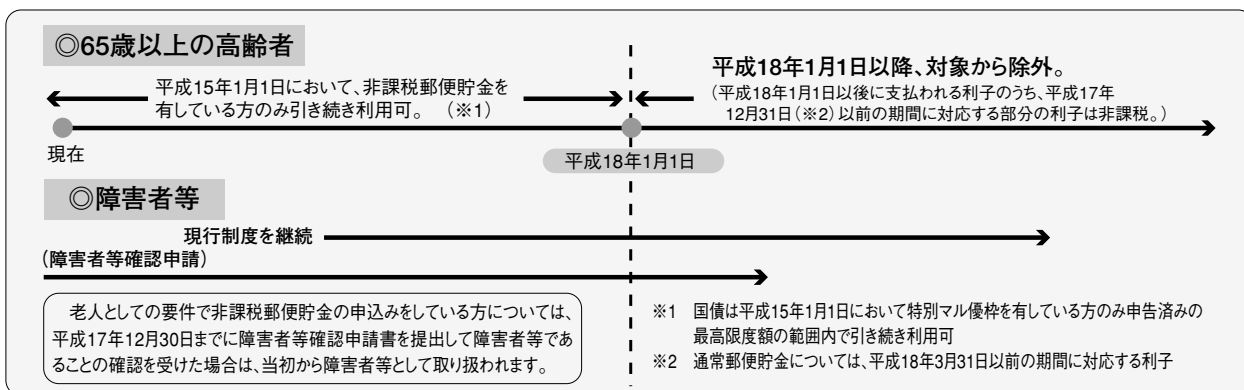 ◎65歳以上の高齢者
平成15年1月1日において、非課税郵便貯金を
有している方のみ引き続き利用可。（※1）
平成18年1月1日以降、対象から除外。
（平成18年1月1日以後に支払われる利子のうち、平成17年
12月31日（※2）以前の期間に対応する部分の利子は非課税。）
現在
平成18年1月1日
◎障害者等
現行制度を継続
（障害者等確認申請）
老人としての要件で非課税郵便貯金の申込みをしている方については、
平成17年12月30日までに障害者等確認申請書を提出して障害者等であ
ることの確認を受けた場合は、当初から障害者等として取り扱われます。
※1　国債は平成15年1月1日において特別マル優枠を有している方のみ申告済みの
最高限度額の範囲内で引き続き利用可
※2　通常郵便貯金については、平成18年3月31日以前の期間に対応する利子